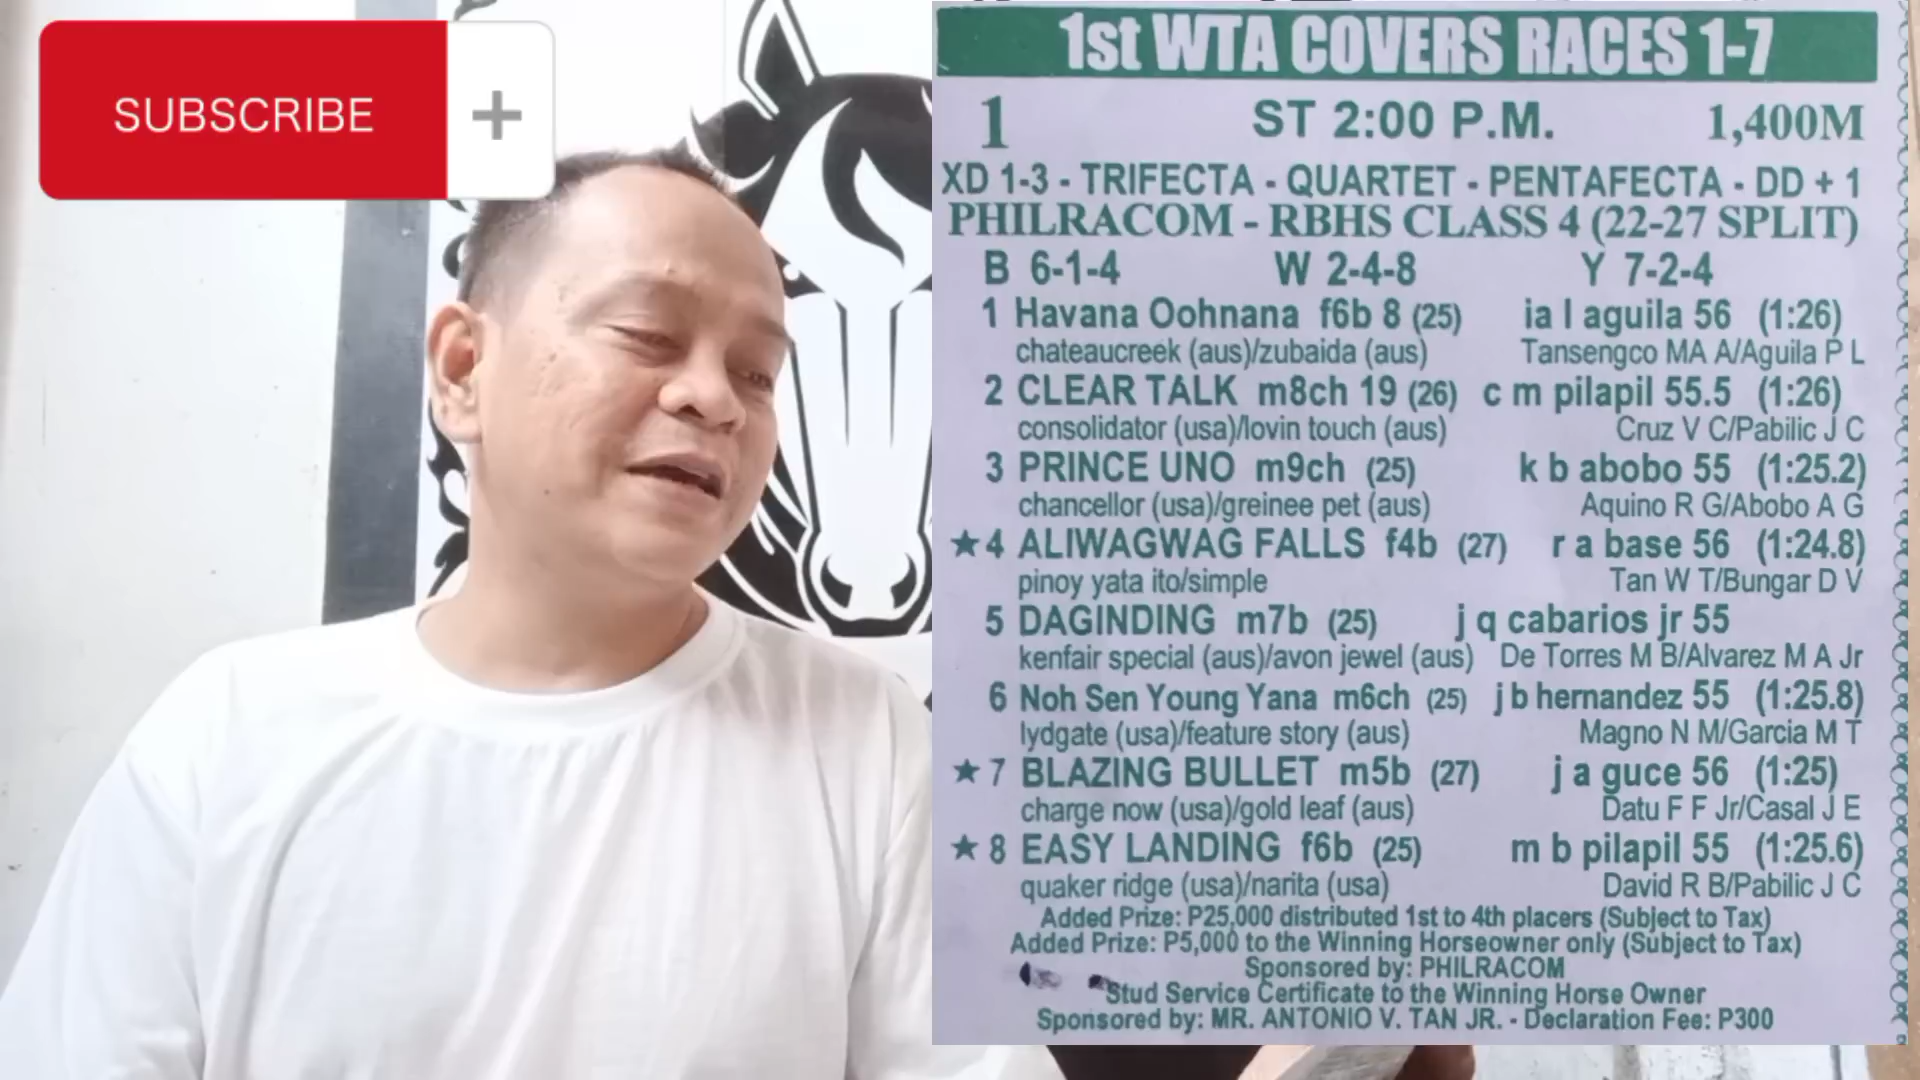 SUBSCRIBE +
1st WTA COVERS RACES 1-7
1 ST 2:00 P.M. 1,400M
XD 1-3 - TRIFECTA - QUARTET - PENTAFECTA - DD + 1
PHILRACOM - RBHS CLASS 4 (22-27 SPLIT)
B 6-1-4 W 2-4-8 Y 7-2-4
1 Havana Oohnana f6b 8 (25) ia l aguila 56 (1:26)
chateaucreek (aus)/zubaida (aus) Tansengco MA A/Aguila P L
2 CLEAR TALK m8ch 19 (26) c m pilapil 55.5 (1:26)
consolidator (usa)/lovin touch (aus) Cruz V C/Pabilic J C
3 PRINCE UNO m9ch (25) k b abobo 55 (1:25.2)
chancellor (usa)/greinee pet (aus) Aquino R G/Abobo A G
★4 ALIWAGWAG FALLS f4b (27) r a base 56 (1:24.8)
pinoy yata ito/simple Tan W T/Bungar D V
5 DAGINDING m7b (25) j q cabarios jr 55
kenfair special (aus)/avon jewel (aus) De Torres M B/Alvarez M A Jr
6 Noh Sen Young Yana m6ch (25) j b hernandez 55 (1:25.8)
lydgate (usa)/feature story (aus) Magno N M/Garcia M T
★ 7 BLAZING BULLET m5b (27) j a guce 56 (1:25)
charge now (usa)/gold leaf (aus) Datu F F Jr/Casal J E
★ 8 EASY LANDING f6b (25) m b pilapil 55 (1:25.6)
quaker ridge (usa)/narita (usa) David R B/Pabilic J C
Added Prize: P25,000 distributed 1st to 4th placers (Subject to Tax)
Added Prize: P5,000 to the Winning Horseowner only (Subject to Tax)
Sponsored by: PHILRACOM
Stud Service Certificate to the Winning Horse Owner
Sponsored by: MR. ANTONIO V. TAN JR. - Declaration Fee: P300